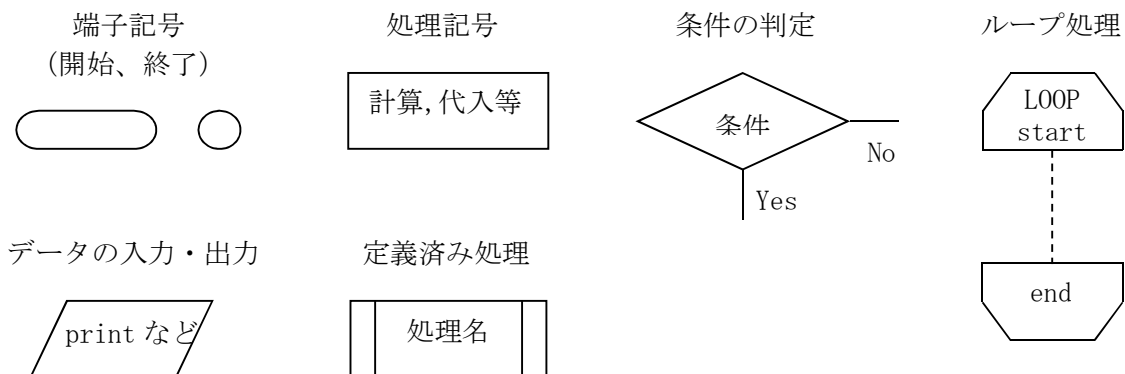 端子記号
(開始、終了)
処理記号
計算,代入等
条件の判定
条件
No
Yes
ループ処理
LOOP
start
end
データの入力・出力
print など
定義済み処理
処理名